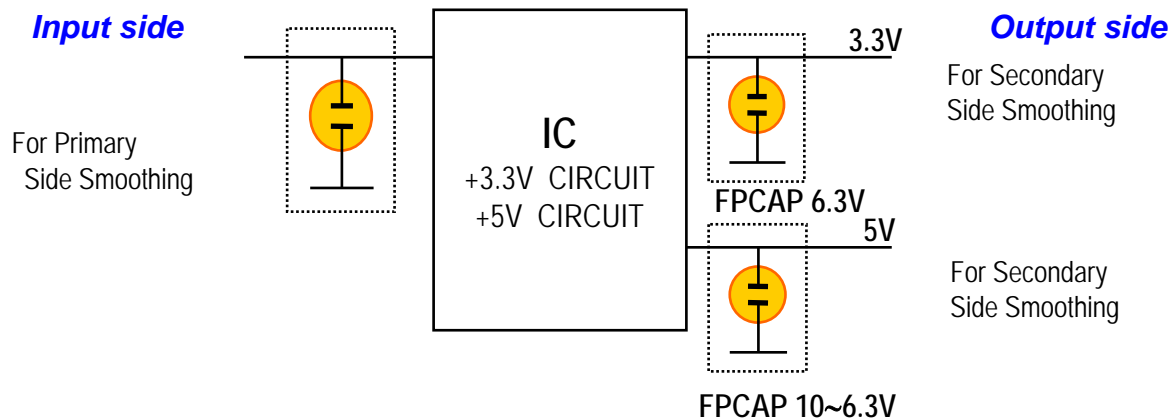 Input side
For Primary
Side Smoothing
IC
+3.3V CIRCUIT
+5V CIRCUIT
3.3V
FPCAP 6.3V
5V
FPCAP 10~6.3V
Output side
For Secondary
Side Smoothing
For Secondary
Side Smoothing